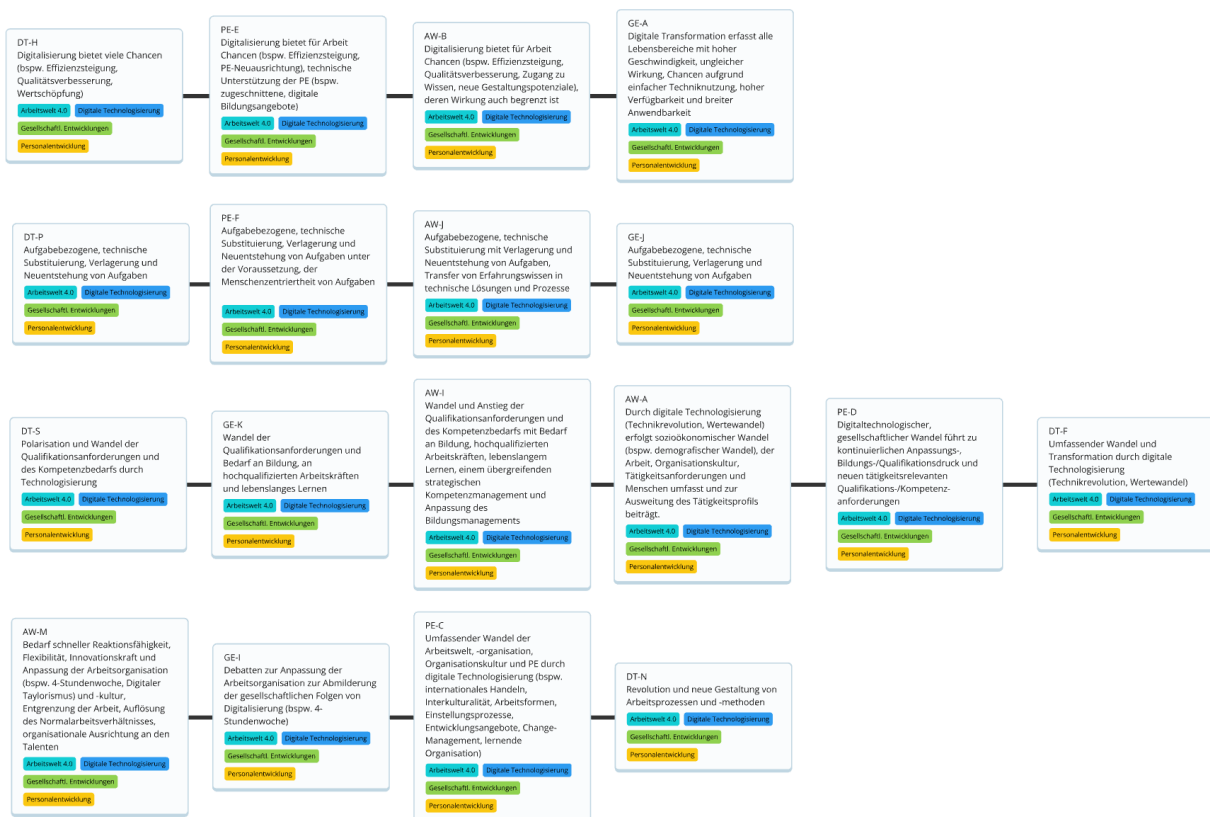 DT-H
Digitalisierung bietet viele Chancen
(bspw. Effizienzsteigung,
Qualitätsverbesserung,
Wertschöpfung)
Arbeitswelt 4.0 Digitale Technologisierung
Gesellschaftl. Entwicklungen
Personalentwicklung
PE-E
Digitalisierung bietet für Arbeit
Chancen (bspw. Effizienzsteigung,
PE-Neuausrichtung), technische
Unterstützung der PE (bspw.
zugeschnittene, digitale
Bildungsangebote)
Arbeitswelt 4.0 Digitale Technologisierung
Gesellschaftl. Entwicklungen
Personalentwicklung
AW-B
Digitalisierung bietet für Arbeit
Chancen (bspw. Effizienzsteigung,
Qualitätsverbesserung, Zugang zu
Wissen, neue Gestaltungspotenziale),
deren Wirkung auch begrenzt ist
Arbeitswelt 4.0 Digitale Technologisierung
Gesellschaftl. Entwicklungen
Personalentwicklung
GE-A
Digitale Transformation erfasst alle
Lebensbereiche mit hoher
Geschwindigkeit, ungleicher
Wirkung, Chancen aufgrund
einfacher Techniknutzung, hoher
Verfügbarkeit und breiter
Anwendbarkeit
Arbeitswelt 4.0 Digitale Technologisierung
Gesellschaftl. Entwicklungen
Personalentwicklung
DT-P
Aufgabebezogene, technische
Substituierung, Verlagerung und
Neuentstehung von Aufgaben
Arbeitswelt 4.0 Digitale Technologisierung
Gesellschaftl. Entwicklungen
Personalentwicklung
PE-F
Aufgabebezogene, technische
Substituierung, Verlagerung und
Neuentstehung von Aufgaben unter
der Voraussetzung, der
Menschenzentriertheit von Aufgaben
Arbeitswelt 4.0 Digitale Technologisierung
Gesellschaftl. Entwicklungen
Personalentwicklung
AW-J
Aufgabebezogene, technische
Substituierung mit Verlagerung und
Neuentstehung von Aufgaben,
Transfer von Erfahrungswissen in
technische Lösungen und Prozesse
Arbeitswelt 4.0 Digitale Technologisierung
Gesellschaftl. Entwicklungen
Personalentwicklung
GE-J
Aufgabebezogene, technische
Substituierung, Verlagerung und
Neuentstehung von Aufgaben
Arbeitswelt 4.0 Digitale Technologisierung
Gesellschaftl. Entwicklungen
Personalentwicklung
DT-S
Polarisation und Wandel der
Qualifikationsanforderungen und
des Kompetenzbedarfs durch
Technologisierung
Arbeitswelt 4.0 Digitale Technologisierung
Gesellschaftl. Entwicklungen
Personalentwicklung
GE-K
Wandel der
Qualifikationsanforderungen und
Bedarf an Bildung, an
hochqualifizierten Arbeitskräften
und lebenslanges Lernen
Arbeitswelt 4.0 Digitale Technologisierung
Gesellschaftl. Entwicklungen
Personalentwicklung
AW-I
Wandel und Anstieg der
Qualifikationsanforderungen und
des Kompetenzbedarfs mit Bedarf
an Bildung, hochqualifizierten
Arbeitskräften, lebenslangem
Lernen, einem übergreifenden
strategischen
Kompetenzmanagement und
Anpassung des
Bildungsmanagements
Arbeitswelt 4.0 Digitale Technologisierung
Gesellschaftl. Entwicklungen
Personalentwicklung
AW-A
Durch digitale Technologisierung
(Technikrevolution, Wertewandel)
erfolgt sozioökonomischer Wandel
(bspw. demografischer Wandel), der
Arbeit, Organisationskultur,
Tätigkeitsanforderungen und
Menschen umfasst und zur
Ausweitung des Tätigkeitsprofils
beiträgt.
Arbeitswelt 4.0 Digitale Technologisierung
Gesellschaftl. Entwicklungen
Personalentwicklung
PE-D
Digitaltechnologischer,
gesellschaftlicher Wandel führt zu
kontinuierlichen Anpassungs-,
Bildungs-/Qualifikationsdruck und
neuen tätigkeitsrelevanten
Qualifikations-/Kompetenz-
anforderungen
Arbeitswelt 4.0 Digitale Technologisierung
Gesellschaftl. Entwicklungen
Personalentwicklung
DT-F
Umfassender Wandel und
Transformation durch digitale
Technologisierung
(Technikrevolution, Wertewandel)
Arbeitswelt 4.0 Digitale Technologisierung
Gesellschaftl. Entwicklungen
Personalentwicklung
AW-M
Bedarf schneller Reaktionsfähigkeit,
Flexibilität, Innovationskraft und
Anpassung der Arbeitsorganisation
(bspw. 4-Stundenwoche, Digitaler
Taylorismus) und -kultur,
Entgrenzung der Arbeit, Auflösung
des Normalarbeitsverhältnisses,
organisationale Ausrichtung an den
Talenten
Arbeitswelt 4.0 Digitale Technologisierung
Gesellschaftl. Entwicklungen
Personalentwicklung
GE-I
Debatten zur Anpassung der
Arbeitsorganisation zur Abmilderung
der gesellschaftlichen Folgen von
Digitalisierung (bspw. 4-
Stundenwoche)
Arbeitswelt 4.0 Digitale Technologisierung
Gesellschaftl. Entwicklungen
Personalentwicklung
PE-C
Umfassender Wandel der
Arbeitswelt, -organisation,
Organisationskultur und PE durch
digitale Technologisierung (bspw.
internationales Handeln,
Interkulturalität, Arbeitsformen,
Einstellungsprozesse,
Entwicklungsangebote, Change-
Management, lernende
Organisation)
Arbeitswelt 4.0 Digitale Technologisierung
Gesellschaftl. Entwicklungen
Personalentwicklung
DT-N
Revolution und neue Gestaltung von
Arbeitsprozessen und -methoden
Arbeitswelt 4.0 Digitale Technologisierung
Gesellschaftl. Entwicklungen
Personalentwicklung